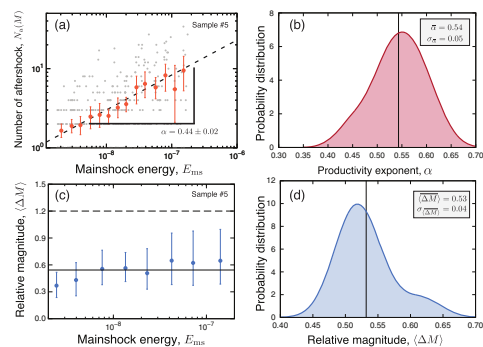 (a)
Sample #5
Number of aftershock, Nₐ(M)
10¹
10⁰
α = 0.44 ± 0.02
10⁻⁸ 10⁻⁷ 10⁻⁶
Mainshock energy, Eₘₛ
(b)
ᾱ = 0.54
σ_ᾱ = 0.05
Probability distribution
8
7
6
5
4
3
2
1
0
0.30 0.35 0.40 0.45 0.50 0.55 0.60 0.65 0.70
Productivity exponent, α
(c)
Sample #5
Relative magnitude, ⟨ΔM⟩
1.5
1.2
0.9
0.6
0.3
0.0
10⁻⁸ 10⁻⁷
Mainshock energy, Eₘₛ
(d)
⟨ΔM⟩ = 0.53
σ_⟨ΔM⟩ = 0.04
Probability distribution
12
10
8
6
4
2
0
0.40 0.45 0.50 0.55 0.60 0.65 0.70
Relative magnitude, ⟨ΔM⟩